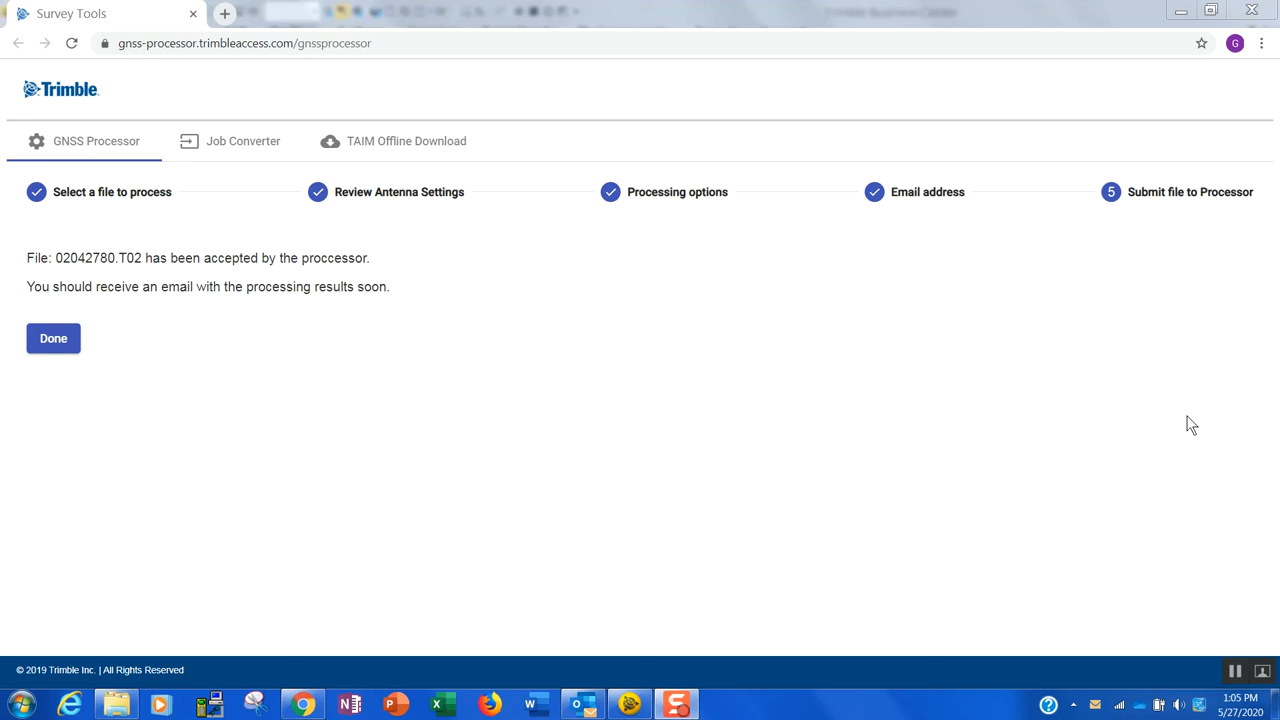 Survey Tools
Trimble Business Center
gnss-processor.trimbleaccess.com/gnssprocessor
G
Trimble.
GNSS Processor
Job Converter
TAIM Offline Download
Select a file to process
Review Antenna Settings
Processing options
Email address
5 Submit file to Processor
File: 02042780.T02 has been accepted by the proccessor.
You should receive an email with the processing results soon.
Done
© 2019 Trimble Inc. | All Rights Reserved
1:05 PM
5/27/2020